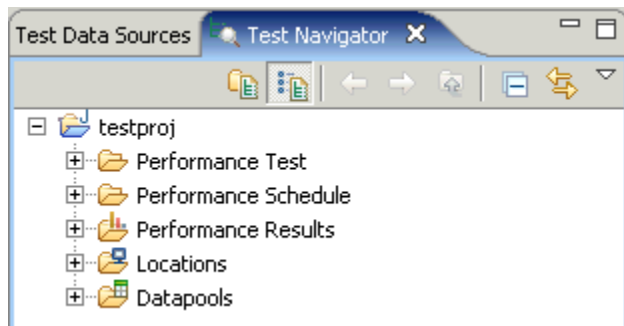 Test Data Sources Test Navigator
testproj
Performance Test
Performance Schedule
Performance Results
Locations
Datapools